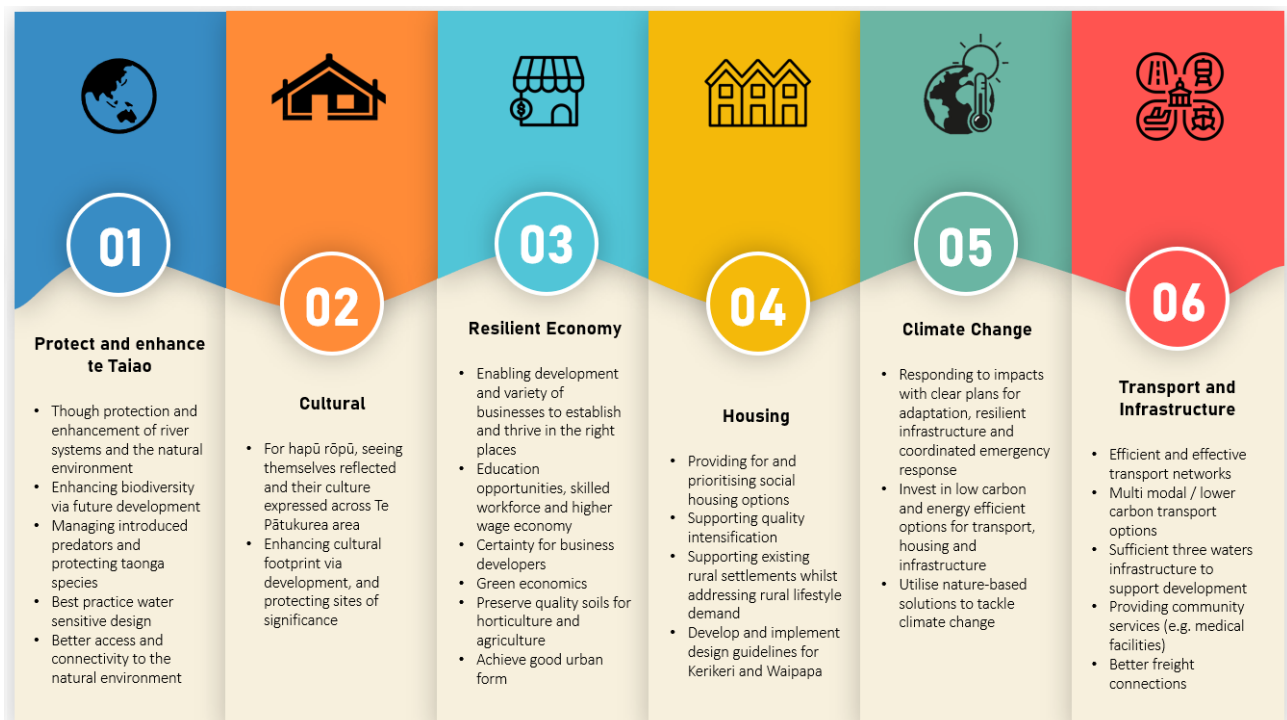 01
Protect and enhance
te Taiao
• Though protection and
enhancement of river
systems and the natural
environment
• Enhancing biodiversity
via future development
• Managing introduced
predators and
protecting taonga
species
• Best practice water
sensitive design
• Better access and
connectivity to the
natural environment
02
Cultural
• For hapū rōpū, seeing
themselves reflected
and their culture
expressed across Te
Pātukurea area
• Enhancing cultural
footprint via
development, and
protecting sites of
significance
$
03
Resilient Economy
• Enabling development
and variety of
businesses to establish
and thrive in the right
places
• Education
opportunities, skilled
workforce and higher
wage economy
• Certainty for business
developers
• Green economics
• Preserve quality soils for
horticulture and
agriculture
• Achieve good urban
form
04
Housing
• Providing for and
prioritising social
housing options
• Supporting quality
intensification
• Supporting existing
rural settlements whilst
addressing rural lifestyle
demand
• Develop and implement
design guidelines for
Kerikeri and Waipapa
05
Climate Change
• Responding to impacts
with clear plans for
adaptation, resilient
infrastructure and
coordinated emergency
response
• Invest in low carbon
and energy efficient
options for transport,
housing and
infrastructure
• Utilise nature-based
solutions to tackle
climate change
06
Transport and
Infrastructure
• Efficient and effective
transport networks
• Multi modal / lower
carbon transport
options
• Sufficient three waters
infrastructure to
support development
• Providing community
services (e.g. medical
facilities)
• Better freight
connections